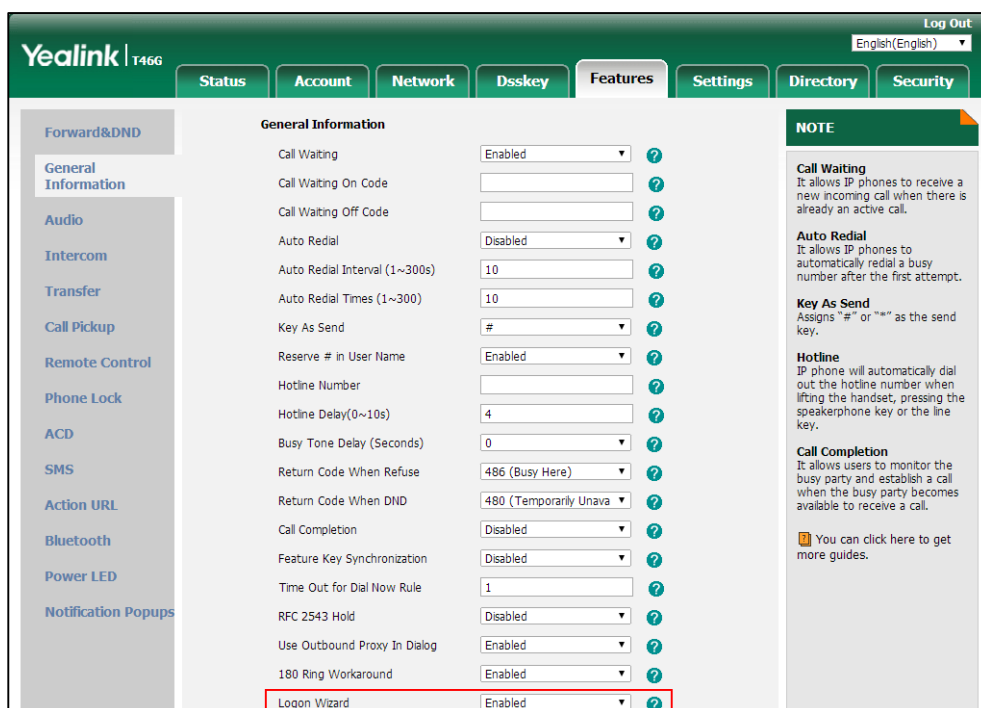 Log Out
Yealink T46G
English(English)
Status Account Network Dsskey Features Settings Directory Security
Forward&DND
General
Information
Audio
Intercom
Transfer
Call Pickup
Remote Control
Phone Lock
ACD
SMS
Action URL
Bluetooth
Power LED
Notification Popups
General Information
Call Waiting Enabled ?
Call Waiting On Code ?
Call Waiting Off Code ?
Auto Redial Disabled ?
Auto Redial Interval (1~300s) 10 ?
Auto Redial Times (1~300) 10 ?
Key As Send # ?
Reserve # in User Name Enabled ?
Hotline Number ?
Hotline Delay(0~10s) 4 ?
Busy Tone Delay (Seconds) 0 ?
Return Code When Refuse 486 (Busy Here) ?
Return Code When DND 480 (Temporarily Unava ?
Call Completion Disabled ?
Feature Key Synchronization Disabled ?
Time Out for Dial Now Rule 1 ?
RFC 2543 Hold Disabled ?
Use Outbound Proxy In Dialog Enabled ?
180 Ring Workaround Enabled ?
Logon Wizard Enabled ?
NOTE
Call Waiting
It allows IP phones to receive a
new incoming call when there is
already an active call.
Auto Redial
It allows IP phones to
automatically redial a busy
number after the first attempt.
Key As Send
Assigns "#" or "*" as the send
key.
Hotline
IP phone will automatically dial
out the hotline number when
lifting the handset, pressing the
speakerphone key or the line
key.
Call Completion
It allows users to monitor the
busy party and establish a call
when the busy party becomes
available to receive a call.
? You can click here to get
more guides.